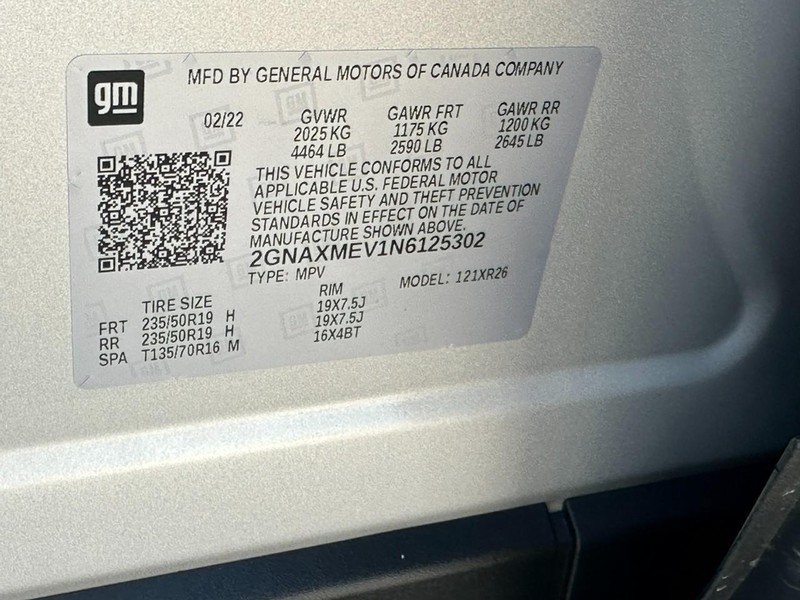 gm
MFD BY GENERAL MOTORS OF CANADA COMPANY
02/22 GVWR GAWR FRT GAWR RR
2025 KG 1175 KG 1200 KG
4464 LB 2590 LB 2645 LB
THIS VEHICLE CONFORMS TO ALL
APPLICABLE U.S. FEDERAL MOTOR
VEHICLE SAFETY AND THEFT PREVENTION
STANDARDS IN EFFECT ON THE DATE OF
MANUFACTURE SHOWN ABOVE.
2GNAXMEV1N6125302
TYPE: MPV MODEL: 121XR26
TIRE SIZE RIM
FRT 235/50R19 H 19X7.5J
RR 235/50R19 H 19X7.5J
SPA T135/70R16 M 16X4BT